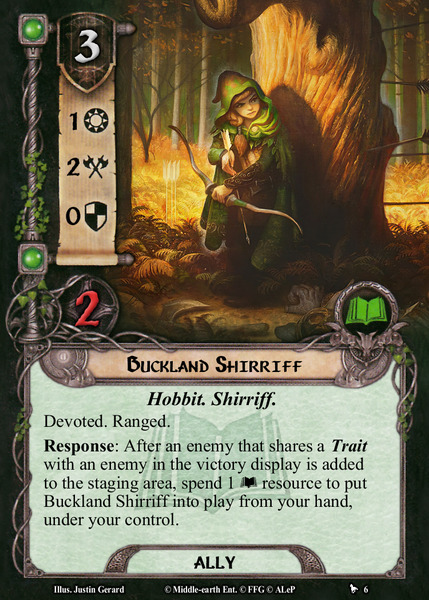 3
1
2
0
2
Buckland Shirriff
Hobbit. Shirriff.
Devoted. Ranged.
Response: After an enemy that shares a Trait
with an enemy in the victory display is added
to the staging area, spend 1 resource to put
Buckland Shirriff into play from your hand,
under your control.
ALLY
Illus. Justin Gerard © Middle-earth Ent. © FFG © ALeP 6